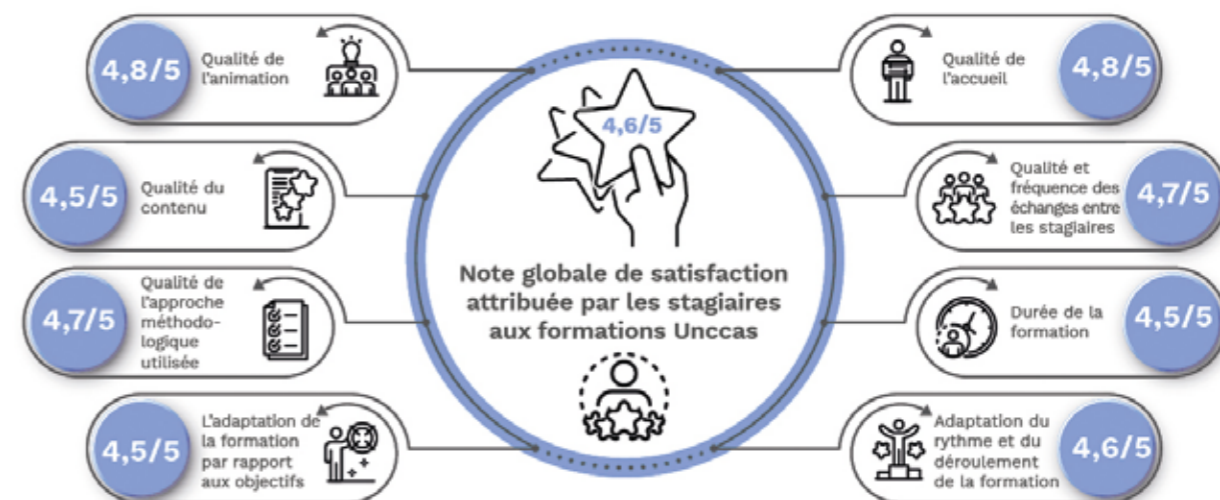 4,8/5
Qualité de
l'animation
4,5/5
Qualité du
contenu
4,7/5
Qualité de
l'approche
méthodo-
logique
utilisée
4,5/5
L'adaptation de
la formation
par rapport
aux objectifs
4,6/5
Note globale de satisfaction
attribuée par les stagiaires
aux formations Unccas
Qualité de
l'accueil
4,8/5
Qualité et
fréquence des
échanges entre
les stagiaires
4,7/5
Durée de la
formation
4,5/5
Adaptation du
rythme et du
déroulement
de la formation
4,6/5